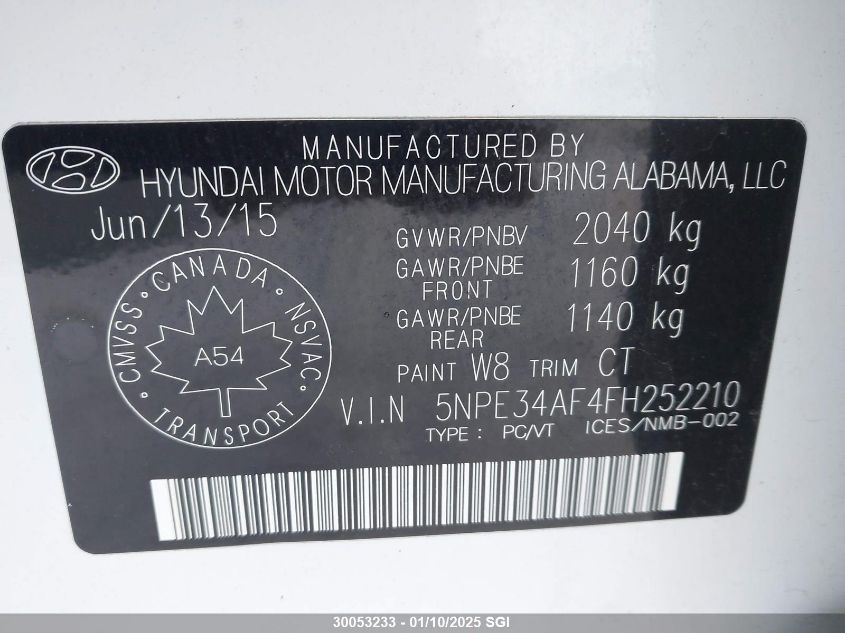 MANUFACTURED BY
HYUNDAI MOTOR MANUFACTURING ALABAMA, LLC
Jun/13/15
GVWR/PNBV 2040 kg
GAWR/PNBE FRONT 1160 kg
GAWR/PNBE REAR 1140 kg
PAINT W8 TRIM CT
V.I.N 5NPE34AF4FH252210
TYPE : PC/VT ICES/NMB-002
CMVSS · CANADA · NSVAC · TRANSPORT ·
A54
30053233 - 01/10/2025 SGI